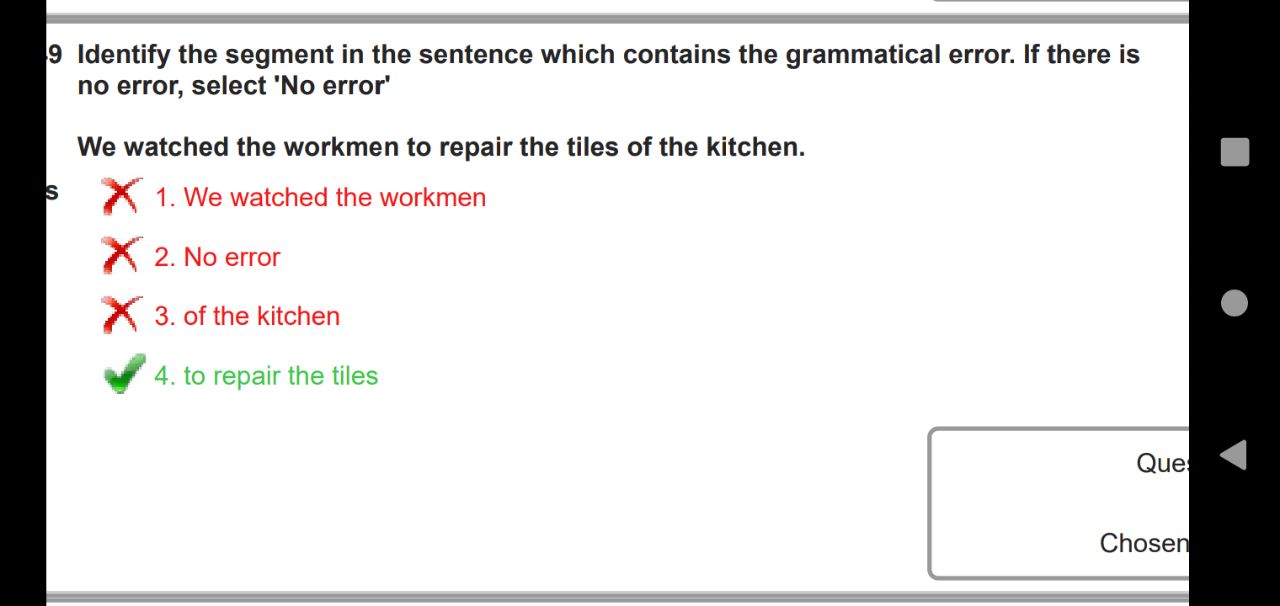 9 Identify the segment in the sentence which contains the grammatical error. If there is
no error, select 'No error'
We watched the workmen to repair the tiles of the kitchen.
s
1. We watched the workmen
2. No error
3. of the kitchen
4. to repair the tiles
Ques
Chosen